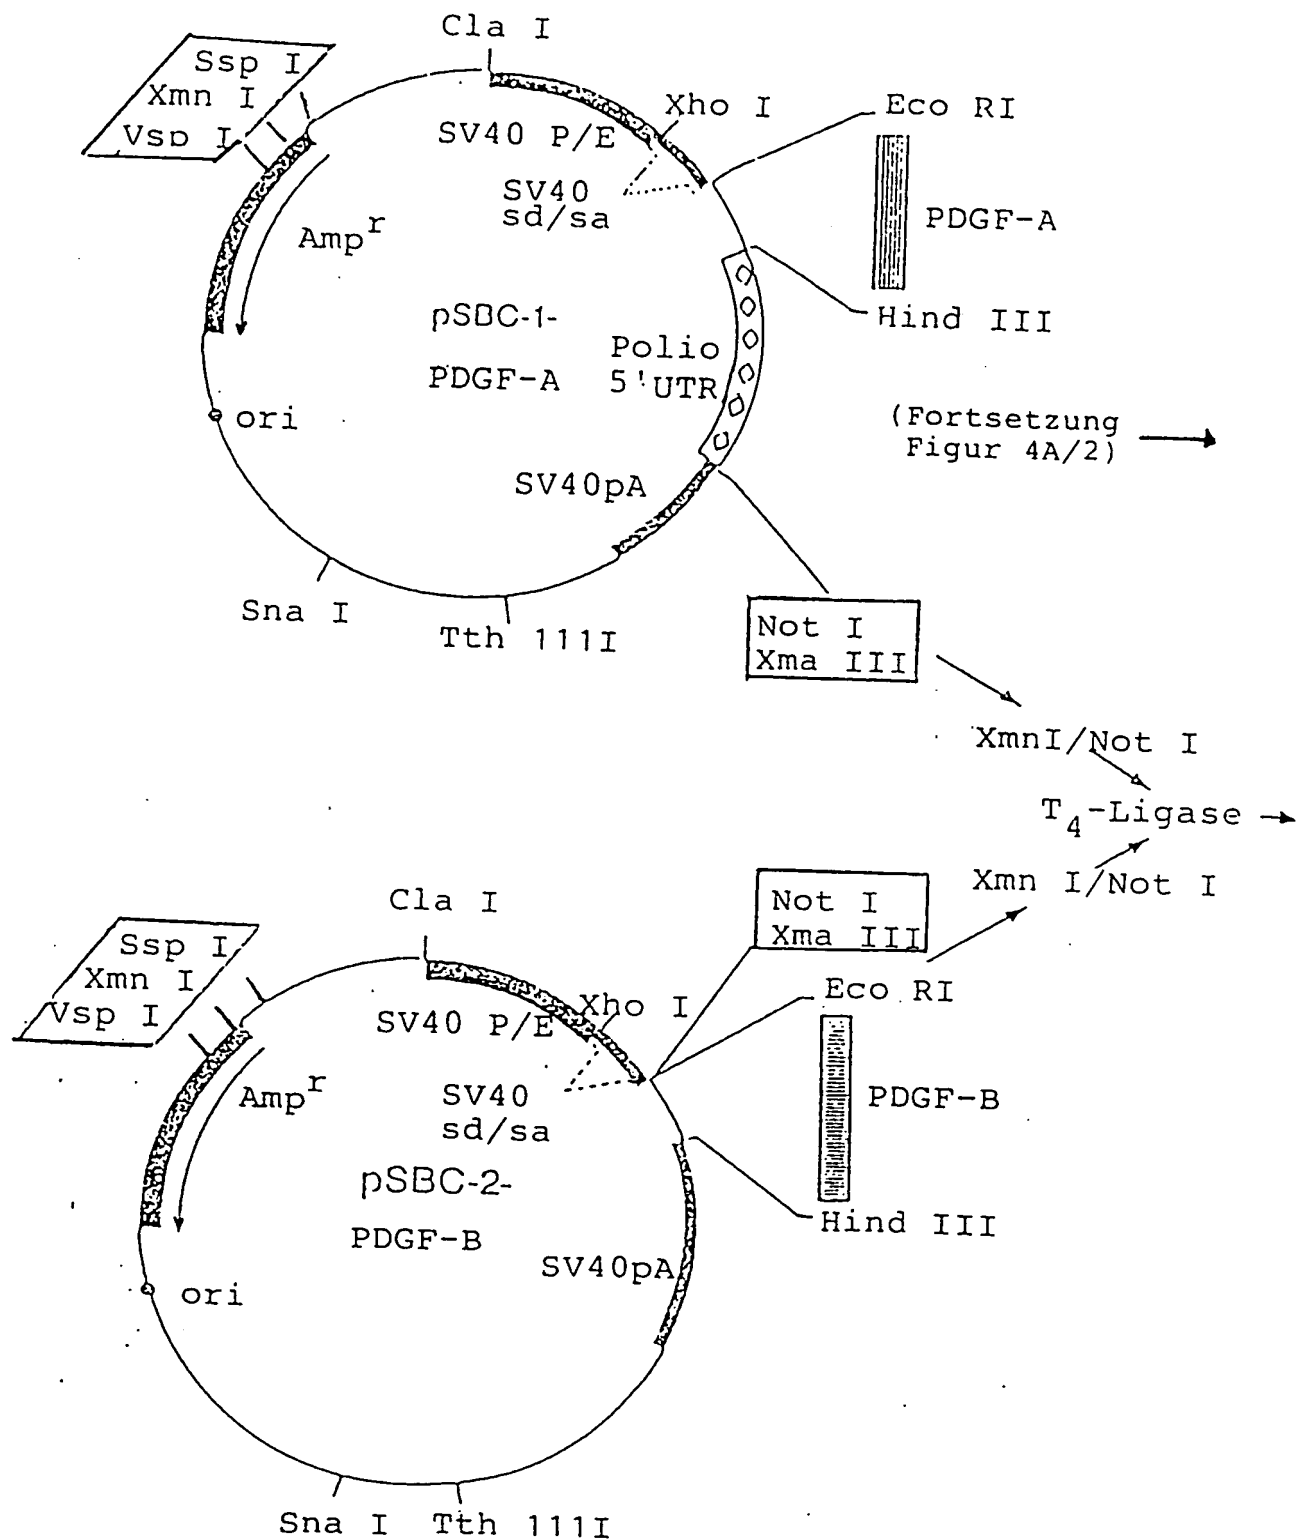 Cla I
Ssp I
Xmn I
Vsp I
Xho I
Eco RI
SV40 P/E
SV40
sd/sa
PDGF-A
Amp^r
Hind III
pSBC-1-
PDGF-A
Polio
5'UTR
ori
(Fortsetzung
Figur 4A/2)
SV40pA
Sna I
Tth 111I
Not I
Xma III
XmnI/Not I
T4-Ligase
Xmn I/Not I
Cla I
Not I
Xma III
Ssp I
Xmn I
Vsp I
Eco RI
Xho I
SV40 P/E
SV40
sd/sa
PDGF-B
Amp^r
pSBC-2-
PDGF-B
Hind III
SV40pA
ori
Sna I
Tth 111I